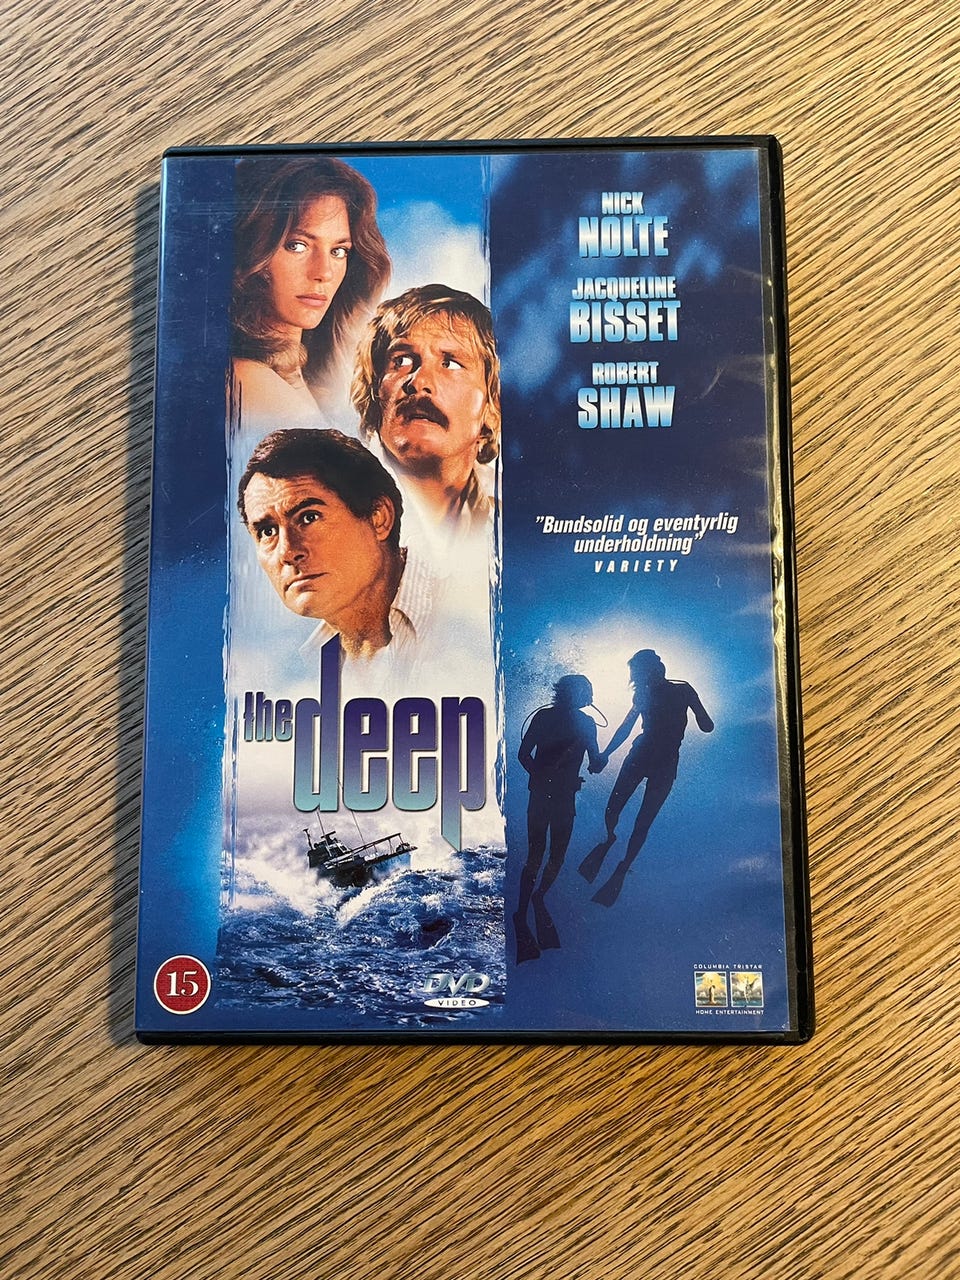 NICK
NOLTE
JACQUELINE
BISSET
ROBERT
SHAW
"Bundsolid og eventyrlig
underholdning"
VARIETY
the deep
15
DVD
VIDEO
COLUMBIA TRISTAR
HOME ENTERTAINMENT